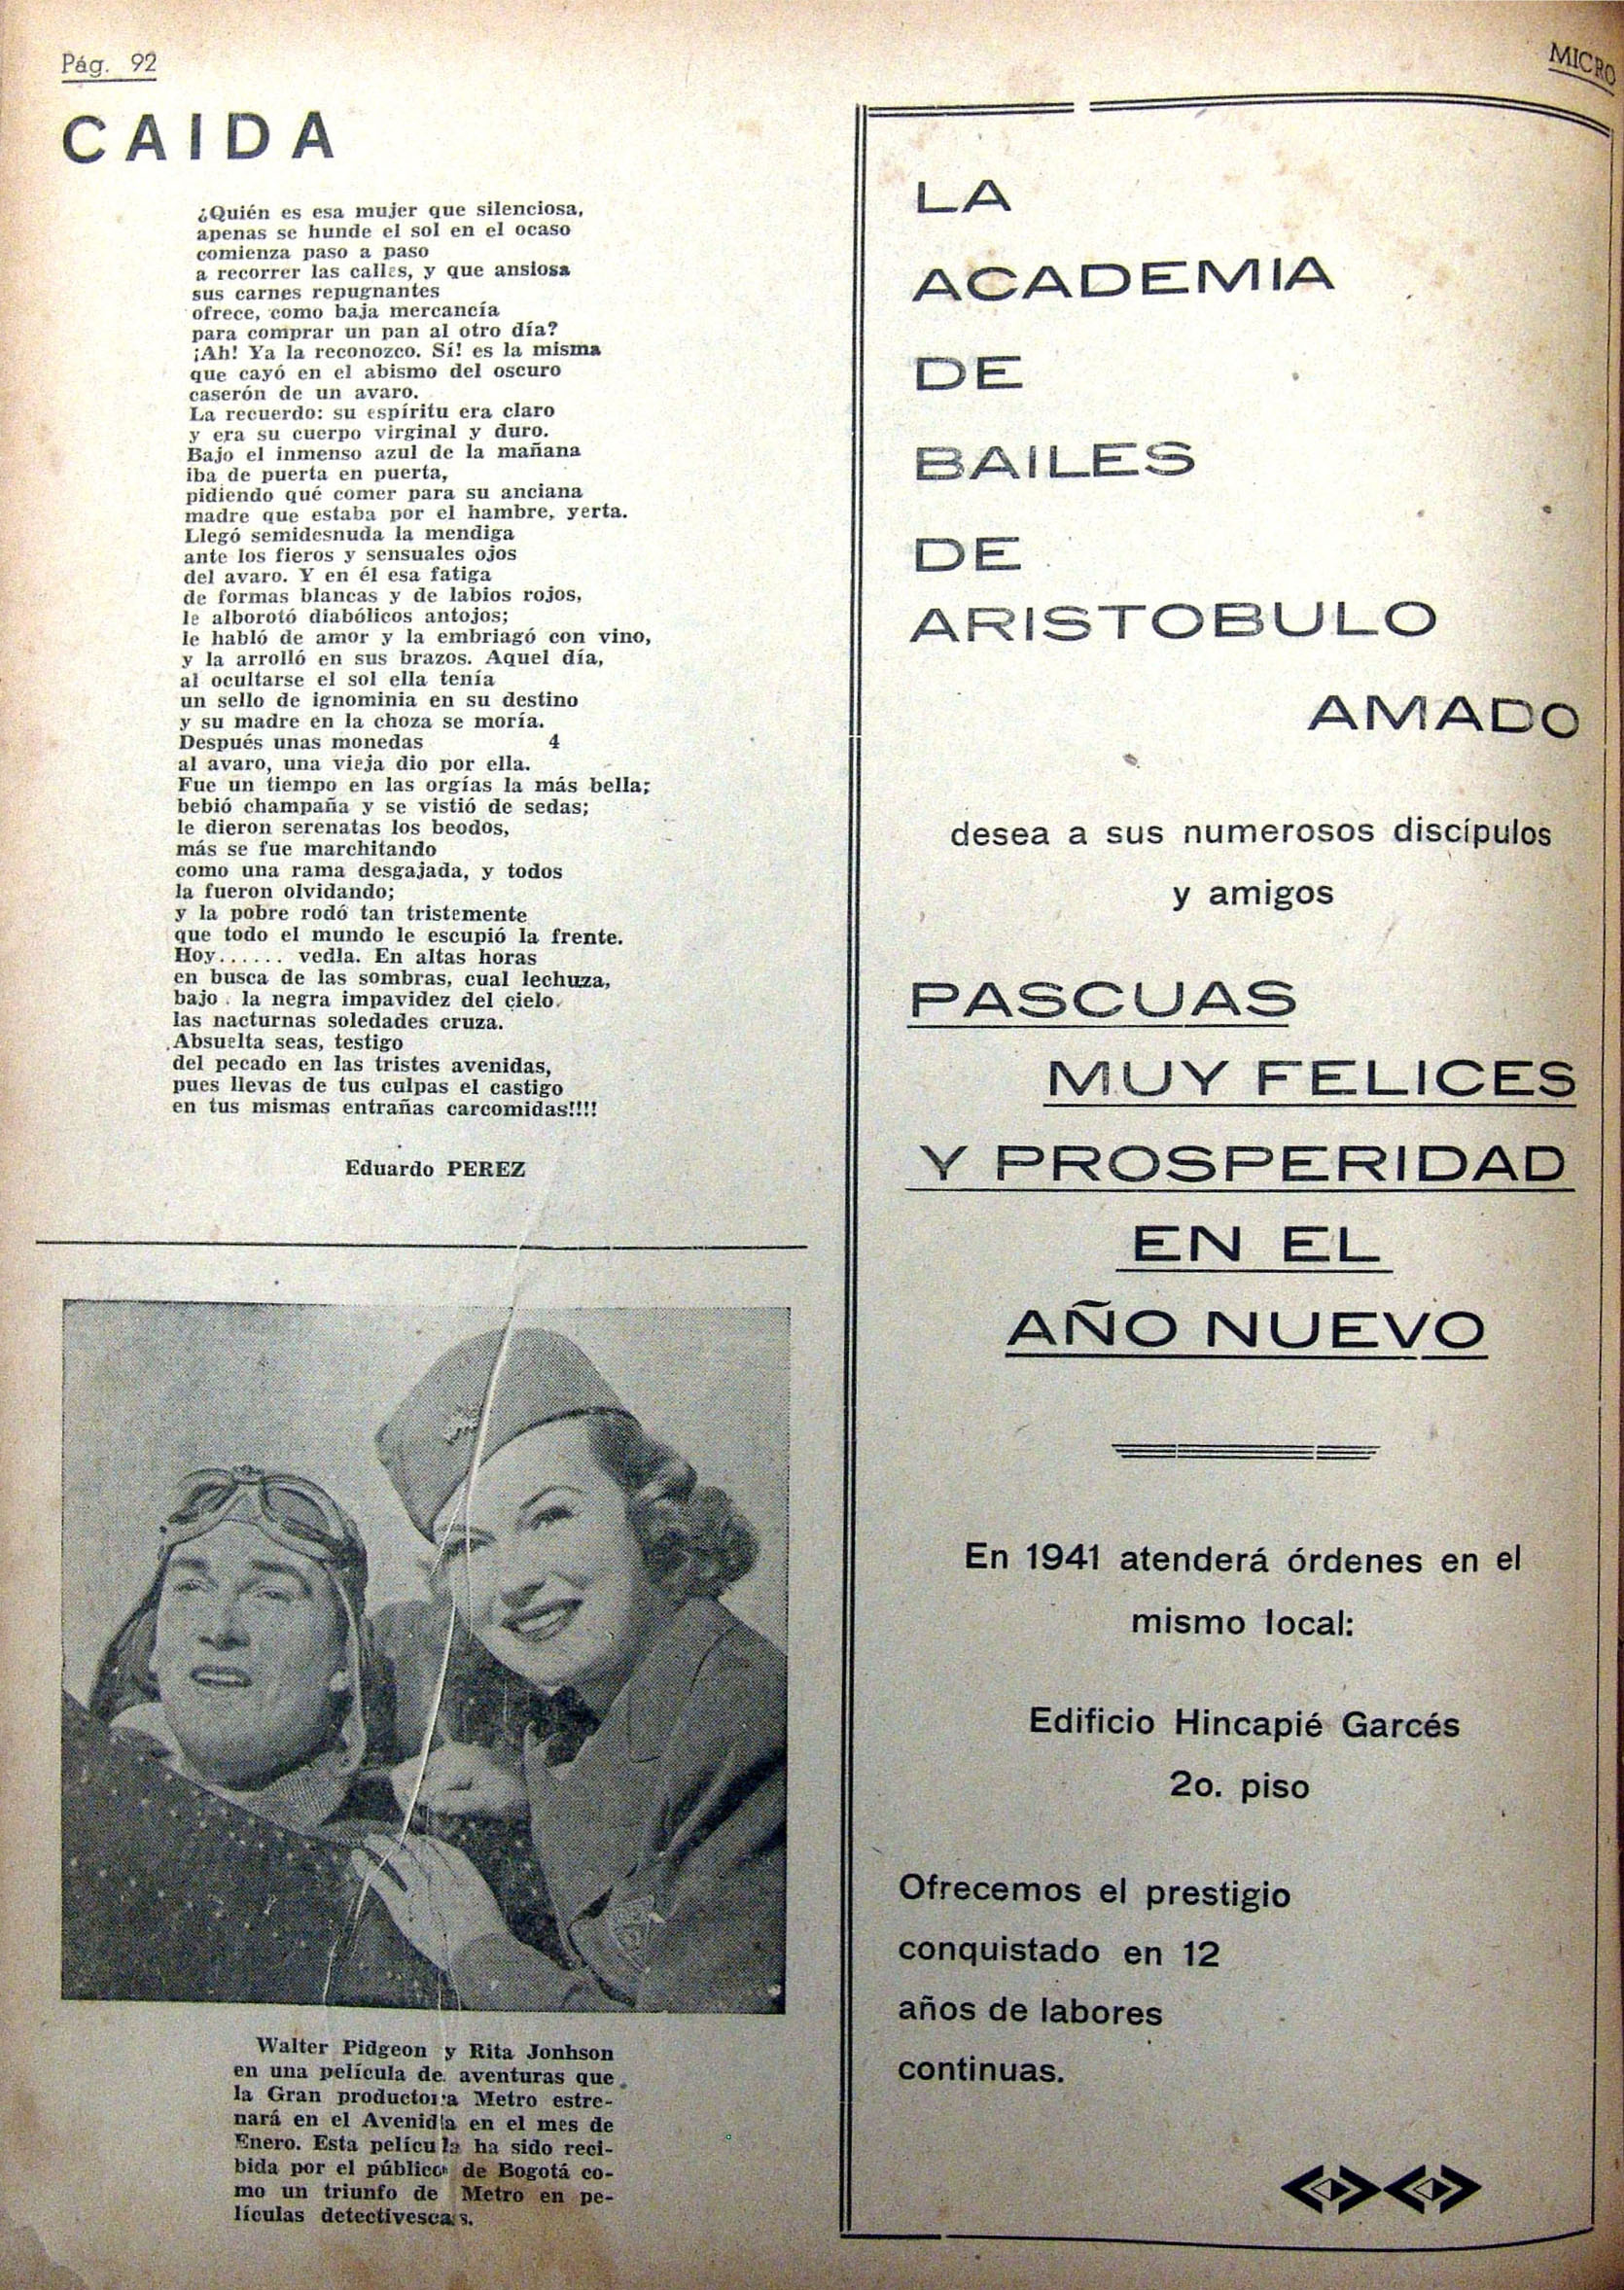 Pág. 92
MICRO
CAIDA
¿Quién es esa mujer que silenciosa,
apenas se hunde el sol en el ocaso
comienza paso a paso
a recorrer las calles, y que ansiosa
sus carnes repugnantes
ofrece, como baja mercancía
para comprar un pan al otro día?
¡Ah! Ya la reconozco. Sí! es la misma
que cayó en el abismo del oscuro
caserón de un avaro.
La recuerdo: su espíritu era claro
y era su cuerpo virginal y duro.
Bajo el inmenso azul de la mañana
iba de puerta en puerta,
pidiendo qué comer para su anciana
madre que estaba por el hambre, yerta.
Llegó semidesnuda la mendiga
ante los fieros y sensuales ojos
del avaro. Y en él esa fatiga
de formas blancas y de labios rojos,
le alborotó diabólicos antojos;
le habló de amor y la embriagó con vino,
y la arrolló en sus brazos. Aquel día,
al ocultarse el sol ella tenía
un sello de ignominia en su destino
y su madre en la choza se moría.
Después unas monedas 4
al avaro, una vieja dio por ella.
Fue un tiempo en las orgías la más bella;
bebió champaña y se vistió de sedas;
le dieron serenatas los beodos,
más se fue marchitando
como una rama desgajada, y todos
la fueron olvidando;
y la pobre rodó tan tristemente
que todo el mundo le escupió la frente.
Hoy...... vedla. En altas horas
en busca de las sombras, cual lechuza,
bajo la negra impavidez del cielo
las nacturnas soledades cruza.
Absuelta seas, testigo
del pecado en las tristes avenidas,
pues llevas de tus culpas el castigo
en tus mismas entrañas carcomidas!!!!
Eduardo PEREZ
Walter Pidgeon y Rita Jonhson
en una película de aventuras que
la Gran productora Metro estre-
nará en el Avenida en el mes de
Enero. Esta película ha sido reci-
bida por el público de Bogotá co-
mo un triunfo de Metro en pe-
lículas detectivescas.
LA
ACADEMIA
DE
BAILES
DE
ARISTOBULO
AMADO
desea a sus numerosos discípulos
y amigos
PASCUAS
MUY FELICES
Y PROSPERIDAD
EN EL
AÑO NUEVO
En 1941 atenderá órdenes en el
mismo local:
Edificio Hincapié Garcés
2o. piso
Ofrecemos el prestigio
conquistado en 12
años de labores
continuas.